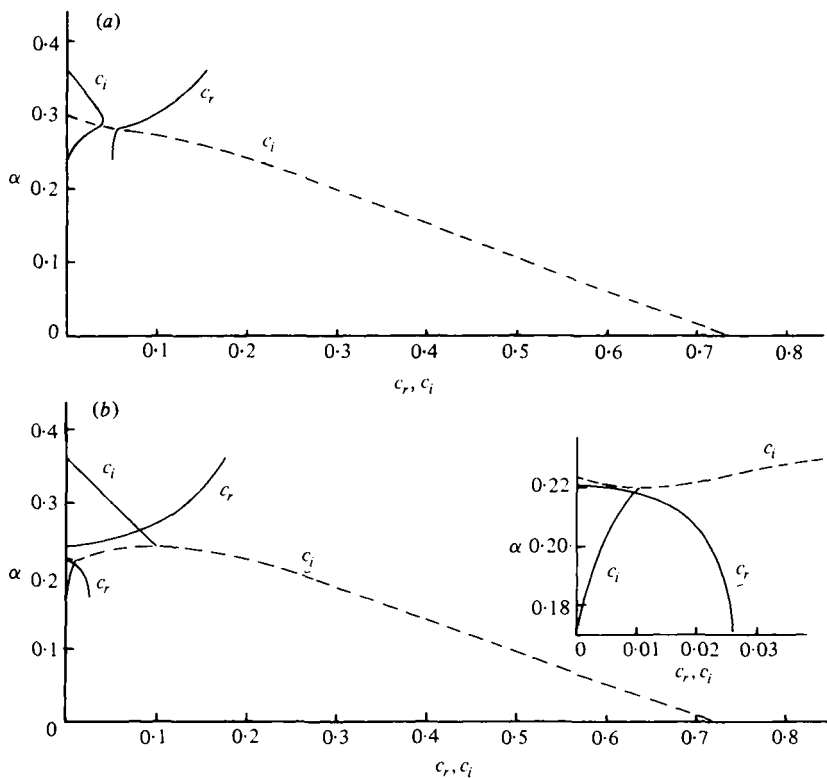 (a)
0·4
c_i
c_r
0·3
c_i
α
0·2
0·1
0
0·1 0·2 0·3 0·4 0·5 0·6 0·7 0·8
c_r, c_i
(b)
0·4
c_i
c_r
0·3
α
0·2
c_r
c_i
0·1
0
0·1 0·2 0·3 0·4 0·5 0·6 0·7 0·8
c_r, c_i
c_i
0·22
α 0·20
c_i
c_r
0·18
0 0·01 0·02 0·03
c_r, c_i